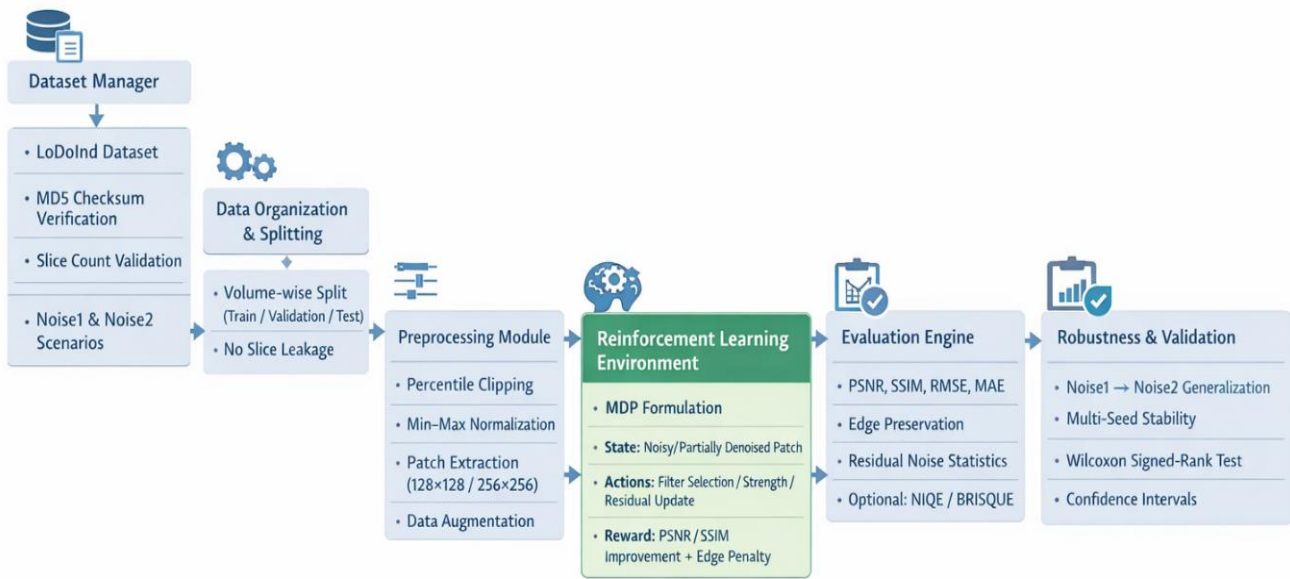 Dataset Manager
• LoDoInd Dataset
• MD5 Checksum
Verification
• Slice Count Validation
• Noise1 & Noise2
Scenarios
Data Organization
& Splitting
• Volume-wise Split
(Train / Validation / Test)
• No Slice Leakage
Preprocessing Module
• Percentile Clipping
• Min–Max Normalization
• Patch Extraction
(128×128 / 256×256)
• Data Augmentation
Reinforcement Learning
Environment
• MDP Formulation
• State: Noisy/Partially Denoised Patch
• Actions: Filter Selection / Strength /
Residual Update
• Reward: PSNR / SSIM
Improvement + Edge Penalty
Evaluation Engine
• PSNR, SSIM, RMSE, MAE
• Edge Preservation
• Residual Noise Statistics
• Optional: NIQE / BRISQUE
Robustness & Validation
• Noise1 → Noise2 Generalization
• Multi-Seed Stability
• Wilcoxon Signed-Rank Test
• Confidence Intervals